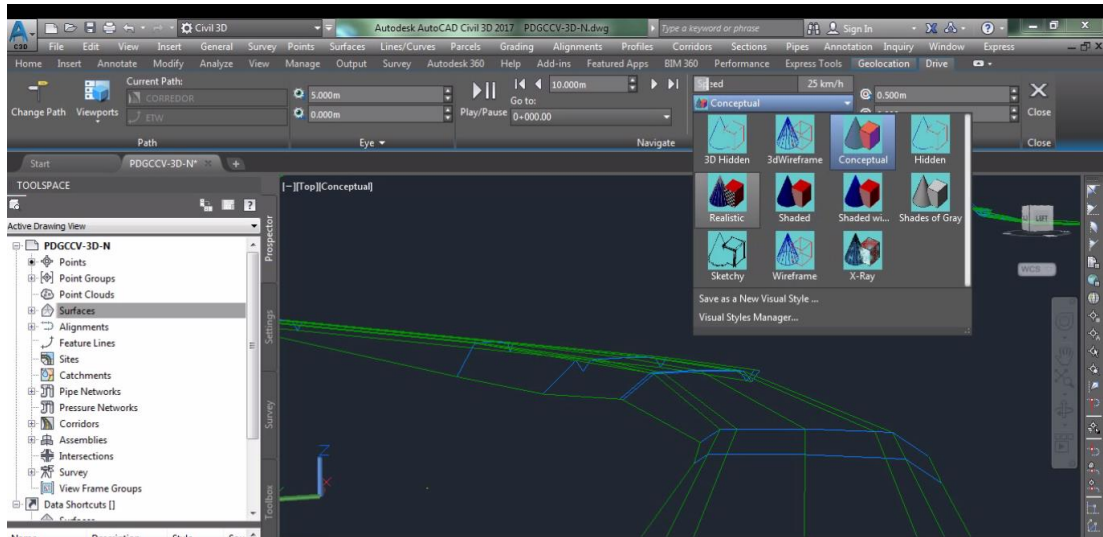 Civil 3D Autodesk AutoCAD Civil 3D 2017 PDGCCV-3D-N.dwg Type a keyword or phrase Sign In
C3D File Edit View Insert General Survey Points Surfaces Lines/Curves Parcels Grading Alignments Profiles Corridors Sections Pipes Annotation Inquiry Window Express
Home Insert Annotate Modify Analyze View Manage Output Survey Autodesk 360 Help Add-ins Featured Apps BIM 360 Performance Express Tools Geolocation Drive
Change Path
Viewports
Current Path:
CORREDOR
ETW
Path
5.000m
0.000m
Eye
Play/Pause
10.000m
Go to:
0+000.00
Navigate
25 km/h
Conceptual
0.500m
Close
Close
3D Hidden 3dWireframe Conceptual Hidden
Realistic Shaded Shaded wi... Shades of Gray
Sketchy Wireframe X-Ray
Save as a New Visual Style ...
Visual Styles Manager...
Start PDGCCV-3D-N*
TOOLSPACE
Active Drawing View
PDGCCV-3D-N
Points
Point Groups
Point Clouds
Surfaces
Alignments
Feature Lines
Sites
Catchments
Pipe Networks
Pressure Networks
Corridors
Assemblies
Intersections
Survey
View Frame Groups
Data Shortcuts []
Prospector
Settings
Survey
Toolbox
[−][Top][Conceptual]
LEFT
WCS
Z
X